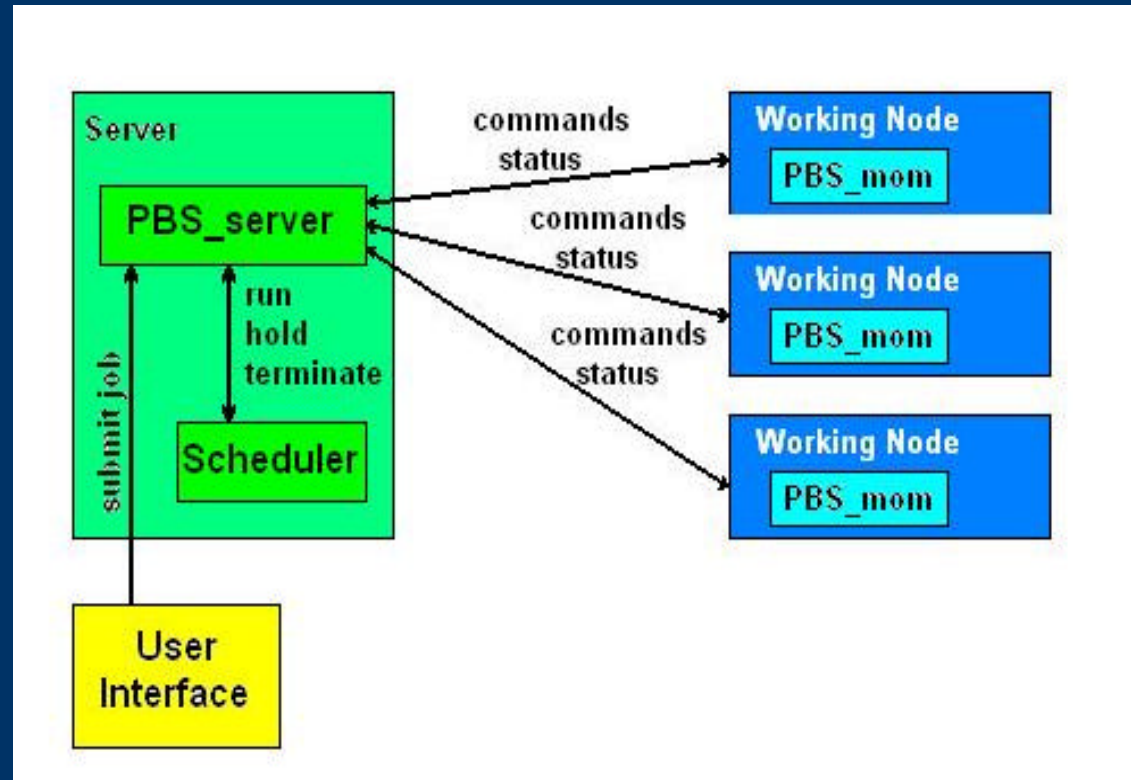 Server
PBS_server
run
hold
terminate
Scheduler
submit job
User
Interface
commands
status
commands
status
commands
status
Working Node
PBS_mom
Working Node
PBS_mom
Working Node
PBS_mom